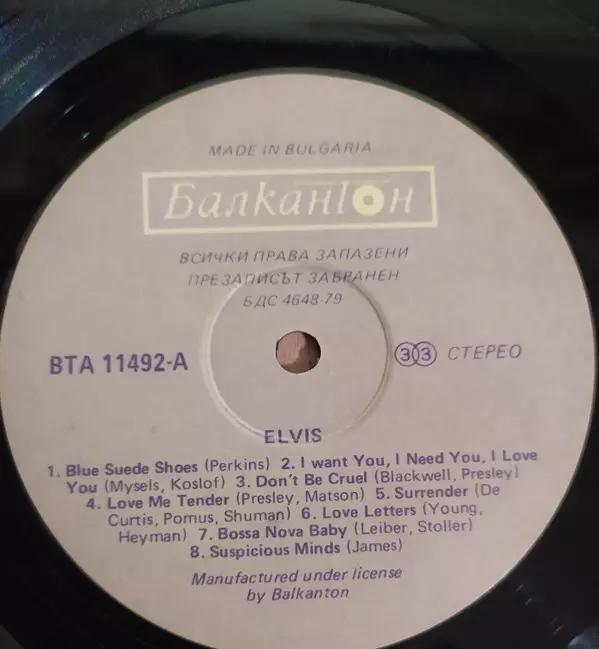 MADE IN BULGARIA
Балкантон
ВСИЧКИ ПРАВА ЗАПАЗЕНИ
ПРЕЗАПИСЪТ ЗАБРАНЕН
БДС 4648-79
ВТА 11492-А
33 СТЕРЕО
ELVIS
1. Blue Suede Shoes (Perkins) 2. I want You, I Need You, I Love
You (Mysels, Koslof) 3. Don't Be Cruel (Blackwell, Presley)
4. Love Me Tender (Presley, Matson) 5. Surrender (De
Curtis, Pomus, Shuman) 6. Love Letters (Young,
Heyman) 7. Bossa Nova Baby (Leiber, Stoller)
8. Suspicious Minds (James)
Manufactured under license
by Balkanton